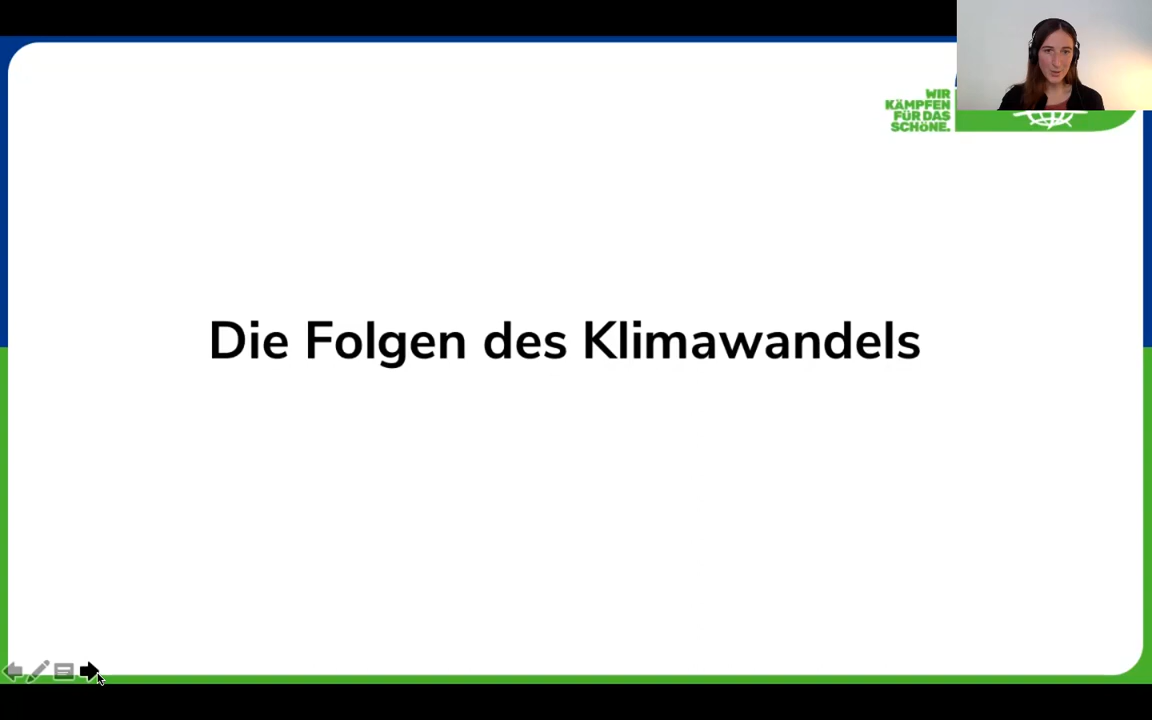 WIR
KÄMPFEN
FÜR DAS
SCHÖNE.
Die Folgen des Klimawandels